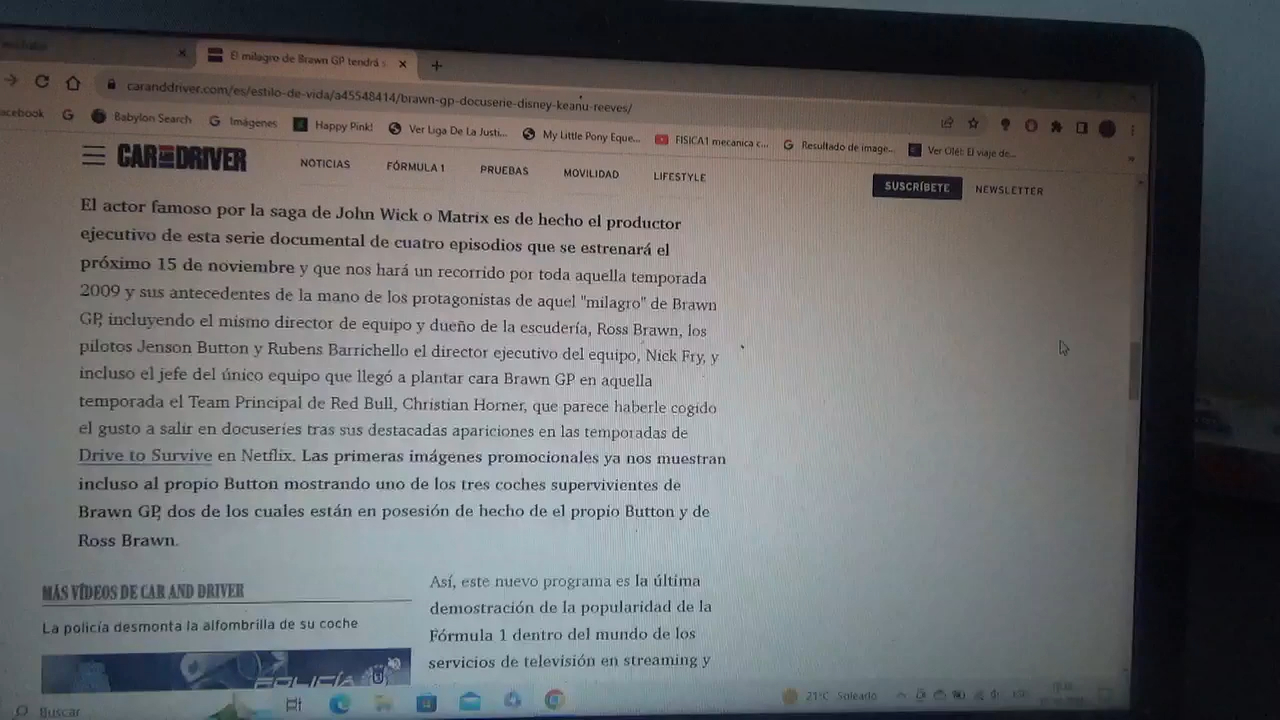 El milagro de Brawn GP tendrá s
caranddriver.com/es/estilo-de-vida/a45548414/brawn-gp-docuserie-disney-keanu-reeves/
acebook
Babylon Search
Imágenes
Happy Pink!
Ver Liga De La Justi...
My Little Pony Eque...
FISICA1 mecanica c...
Resultado de image...
Ver Olé!: El viaje de...
CAR AND DRIVER
NOTICIAS
FÓRMULA 1
PRUEBAS
MOVILIDAD
LIFESTYLE
SUSCRÍBETE
NEWSLETTER
El actor famoso por la saga de John Wick o Matrix es de hecho el productor
ejecutivo de esta serie documental de cuatro episodios que se estrenará el
próximo 15 de noviembre y que nos hará un recorrido por toda aquella temporada
2009 y sus antecedentes de la mano de los protagonistas de aquel "milagro" de Brawn
GP, incluyendo el mismo director de equipo y dueño de la escudería, Ross Brawn, los
pilotos Jenson Button y Rubens Barrichello el director ejecutivo del equipo, Nick Fry, y
incluso el jefe del único equipo que llegó a plantar cara Brawn GP en aquella
temporada el Team Principal de Red Bull, Christian Horner, que parece haberle cogido
el gusto a salir en docuseries tras sus destacadas apariciones en las temporadas de
Drive to Survive en Netflix. Las primeras imágenes promocionales ya nos muestran
incluso al propio Button mostrando uno de los tres coches supervivientes de
Brawn GP, dos de los cuales están en posesión de hecho de el propio Button y de
Ross Brawn.
MÁS VÍDEOS DE CAR AND DRIVER
La policía desmonta la alfombrilla de su coche
POLICÍA
Así, este nuevo programa es la última
demostración de la popularidad de la
Fórmula 1 dentro del mundo de los
servicios de televisión en streaming y
Buscar
21°C Soleado